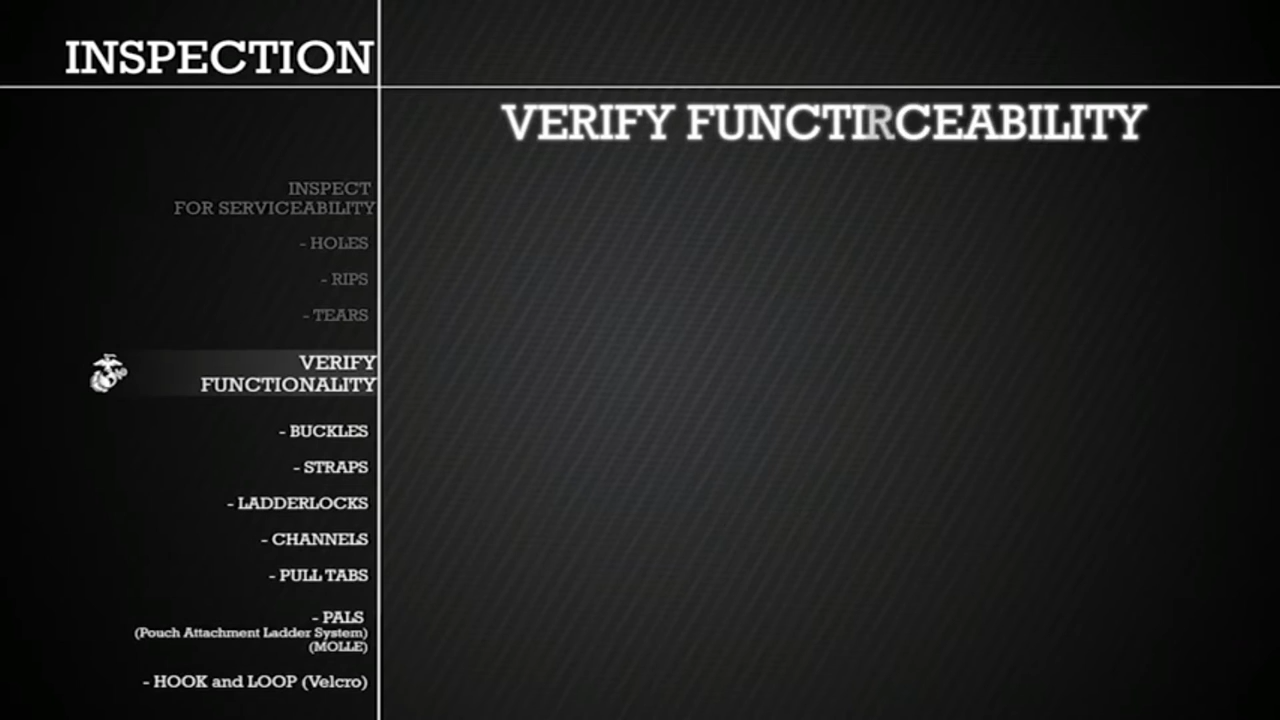 INSPECTION
VERIFY FUNCTIRCEABILITY
INSPECT
FOR SERVICEABILITY
- HOLES
- RIPS
- TEARS
VERIFY
FUNCTIONALITY
- BUCKLES
- STRAPS
- LADDERLOCKS
- CHANNELS
- PULL TABS
- PALS
(Pouch Attachment Ladder System)
(MOLLE)
- HOOK and LOOP (Velcro)